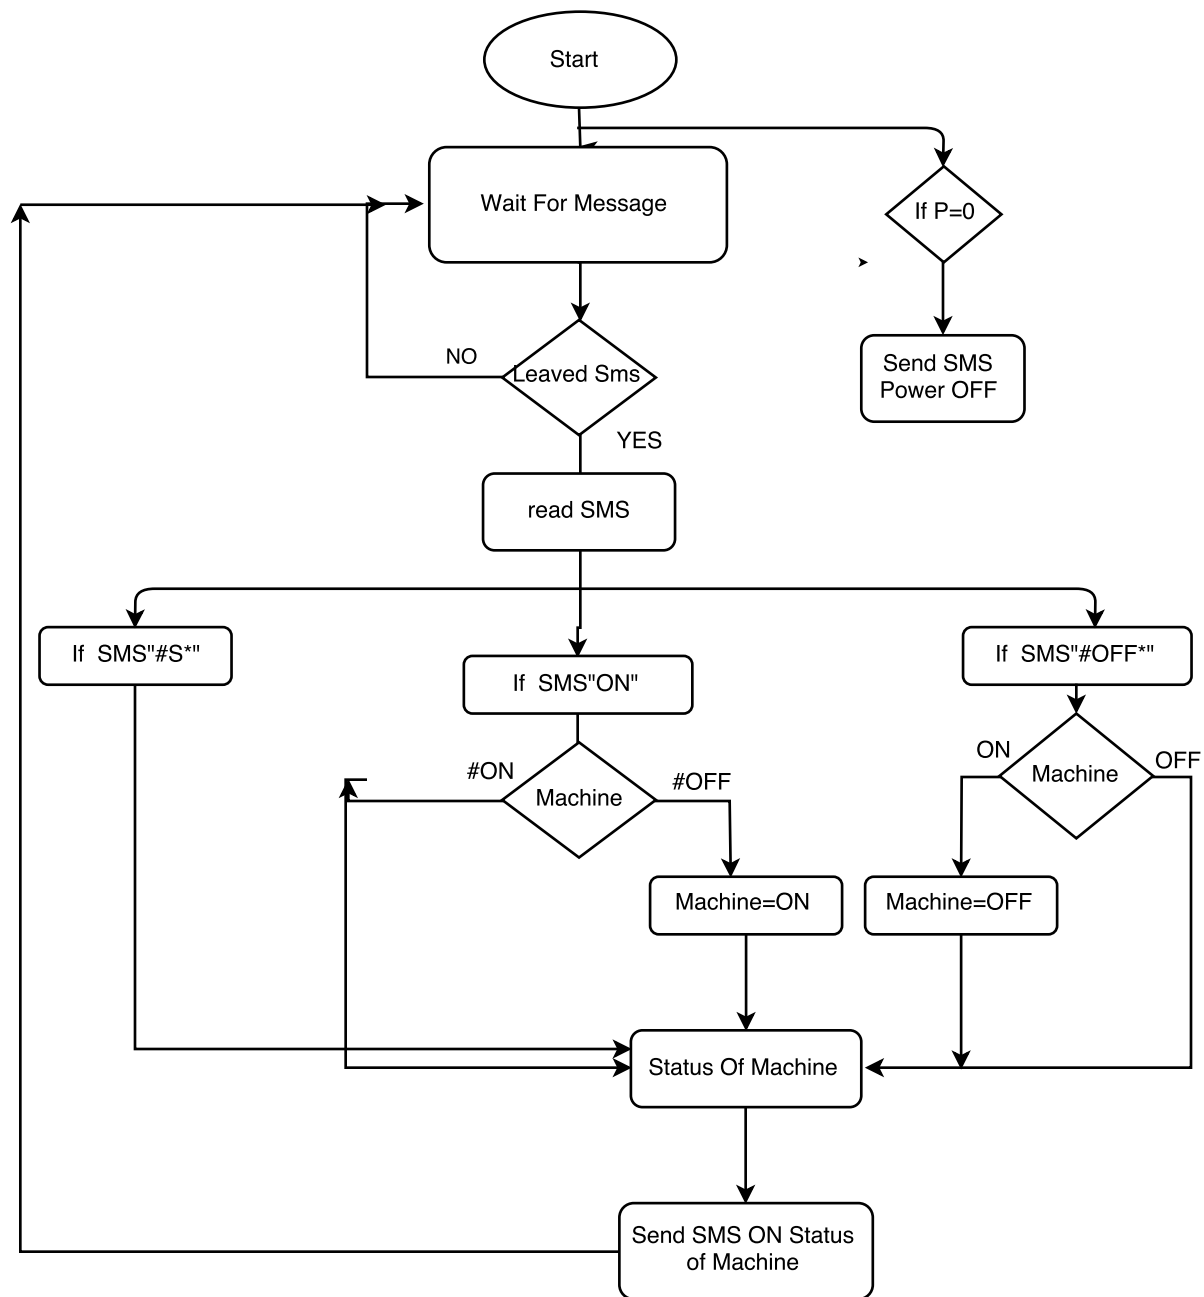 Start
Wait For Message
If P=0
Send SMS
Power OFF
NO
Leaved Sms
YES
read SMS
If  SMS"#S*"
If  SMS"ON"
If  SMS"#OFF*"
#ON
Machine
#OFF
ON
Machine
OFF
Machine=ON
Machine=OFF
Status Of Machine
Send SMS ON Status
of Machine